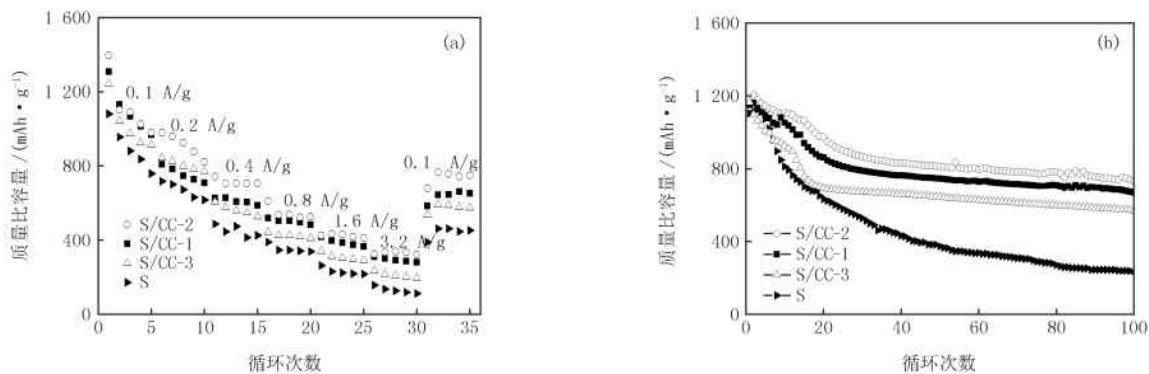 1 600
1 200
800
400
0
质量比容量/(mAh·g⁻¹)
(a)
0.1 A/g
0.2 A/g
0.4 A/g
0.8 A/g
1.6 A/g
3.2 A/g
0.1 A/g
S/CC-2
S/CC-1
S/CC-3
S
0 5 10 15 20 25 30 35
循环次数
1 600
1 200
800
400
0
质量比容量/(mAh·g⁻¹)
(b)
S/CC-2
S/CC-1
S/CC-3
S
0 20 40 60 80 100
循环次数